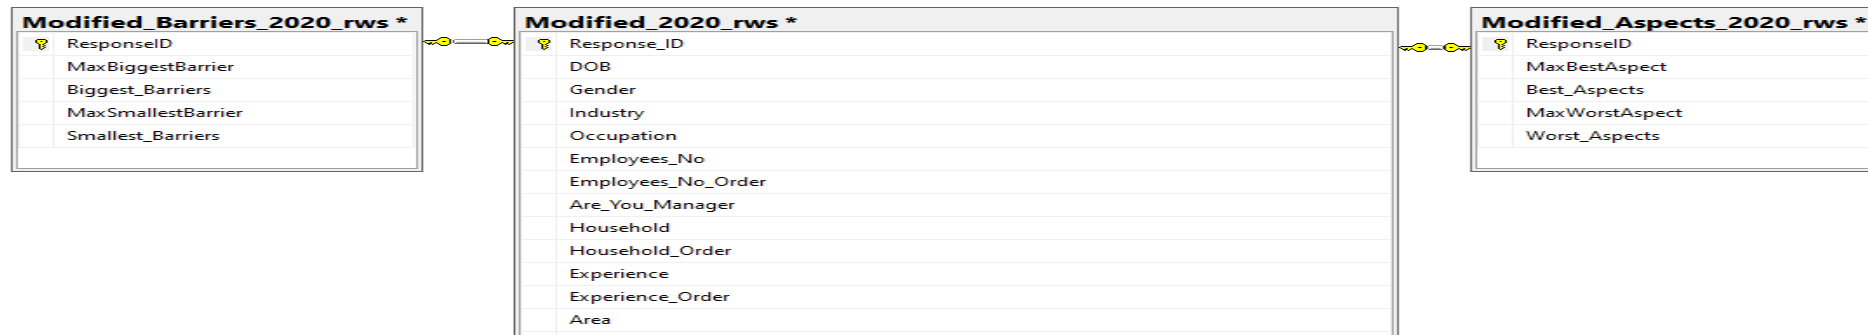 Modified_Barriers_2020_rws *
ResponseID
MaxBiggestBarrier
Biggest_Barriers
MaxSmallestBarrier
Smallest_Barriers
Modified_2020_rws *
Response_ID
DOB
Gender
Industry
Occupation
Employees_No
Employees_No_Order
Are_You_Manager
Household
Household_Order
Experience
Experience_Order
Area
Modified_Aspects_2020_rws *
ResponseID
MaxBestAspect
Best_Aspects
MaxWorstAspect
Worst_Aspects